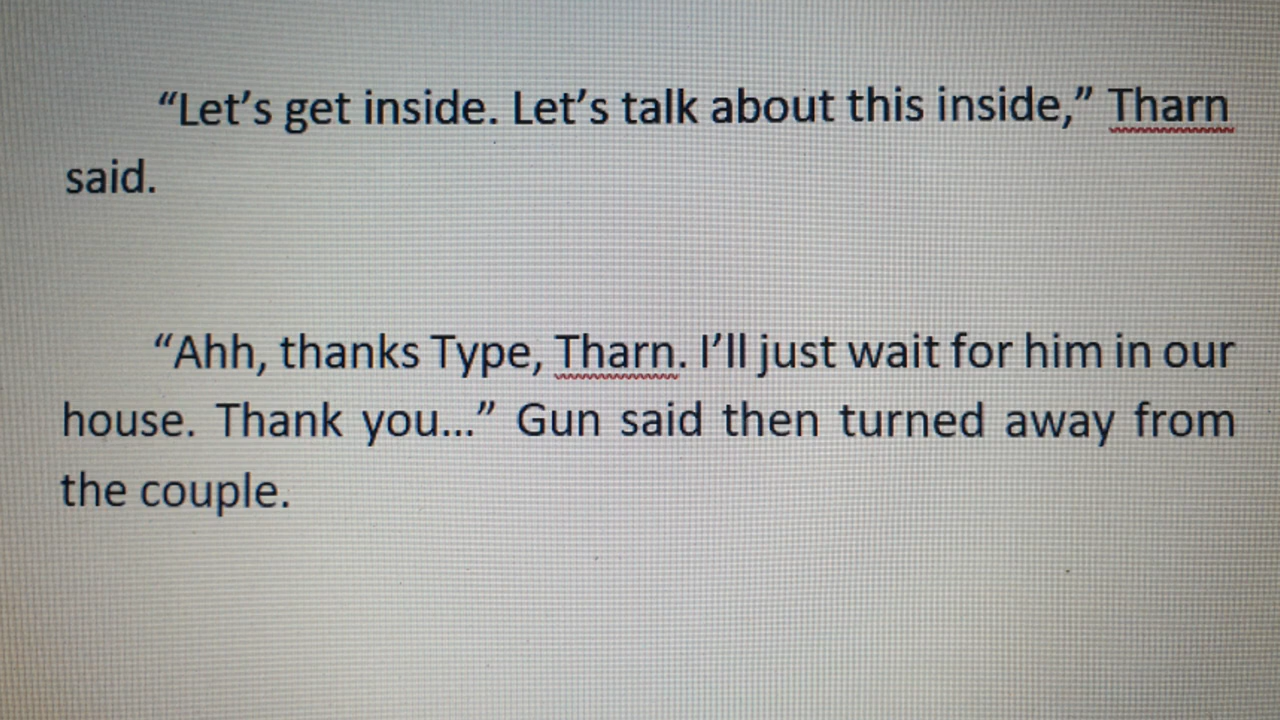 “Let’s get inside. Let’s talk about this inside,” Tharn
said.
“Ahh, thanks Type, Tharn. I’ll just wait for him in our
house. Thank you...” Gun said then turned away from
the couple.